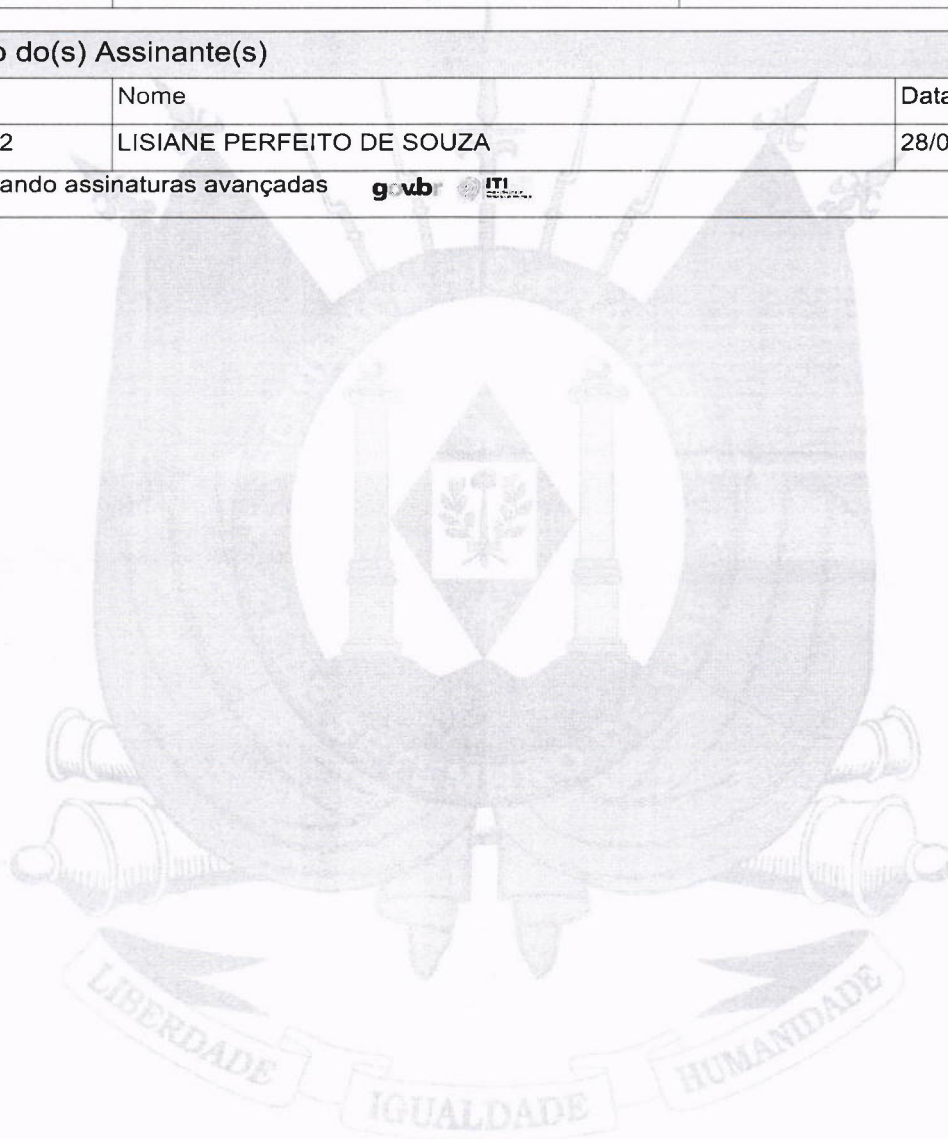 o do(s) Assinante(s)
Nome Data
2 LISIANE PERFEITO DE SOUZA 28/0
ando assinaturas avançadas gov.br ITI
LIBERDADE
IGUALDADE
HUMANIDADE